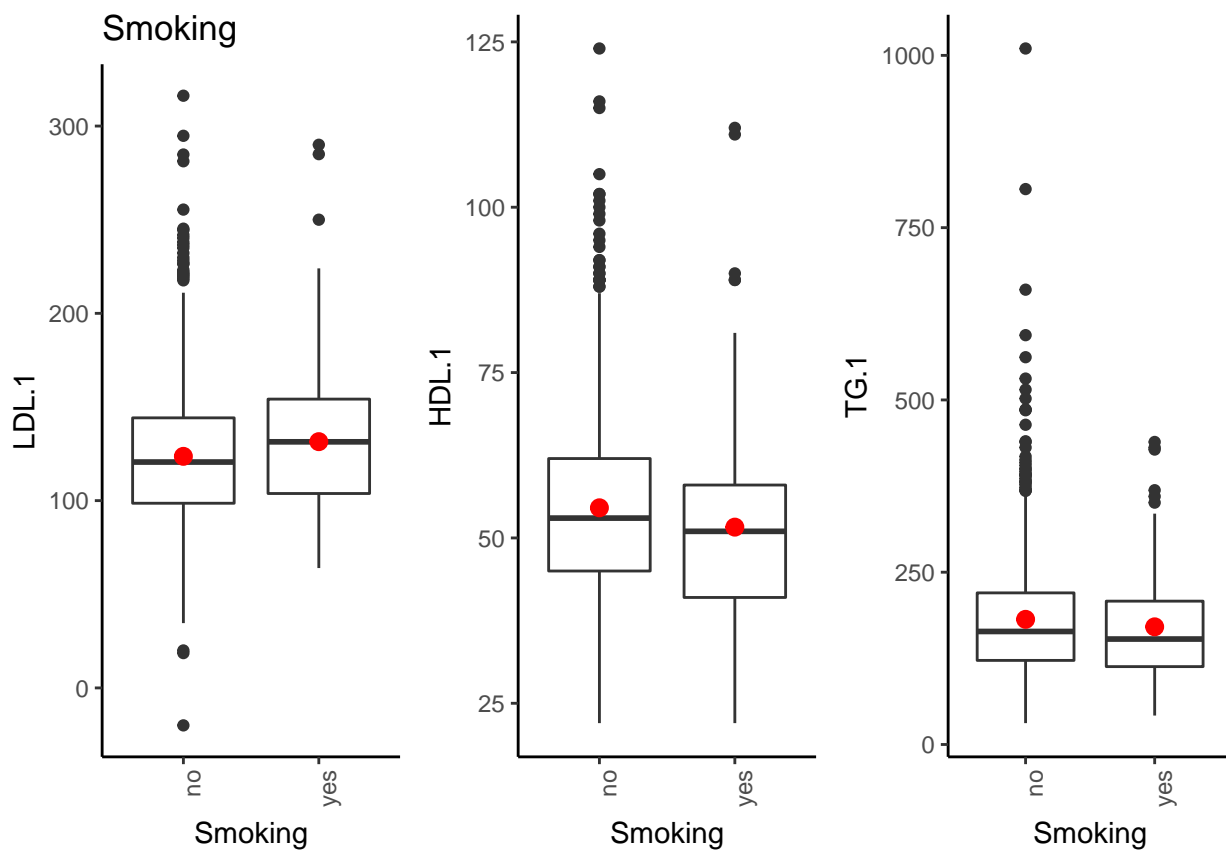 Smoking
LDL.1
300
200
100
0
no
yes
Smoking
HDL.1
125
100
75
50
25
no
yes
Smoking
TG.1
1000
750
500
250
0
no
yes
Smoking